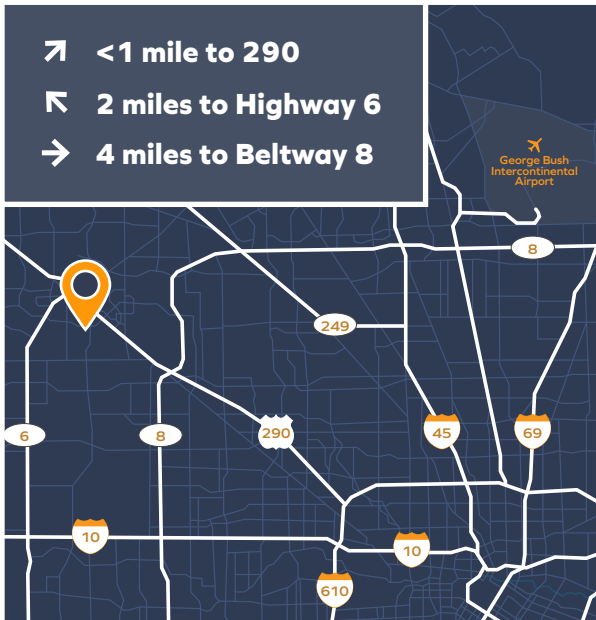 <1 mile to 290
2 miles to Highway 6
4 miles to Beltway 8
George Bush
Intercontinental
Airport
8
249
6
8
290
45
69
10
10
610